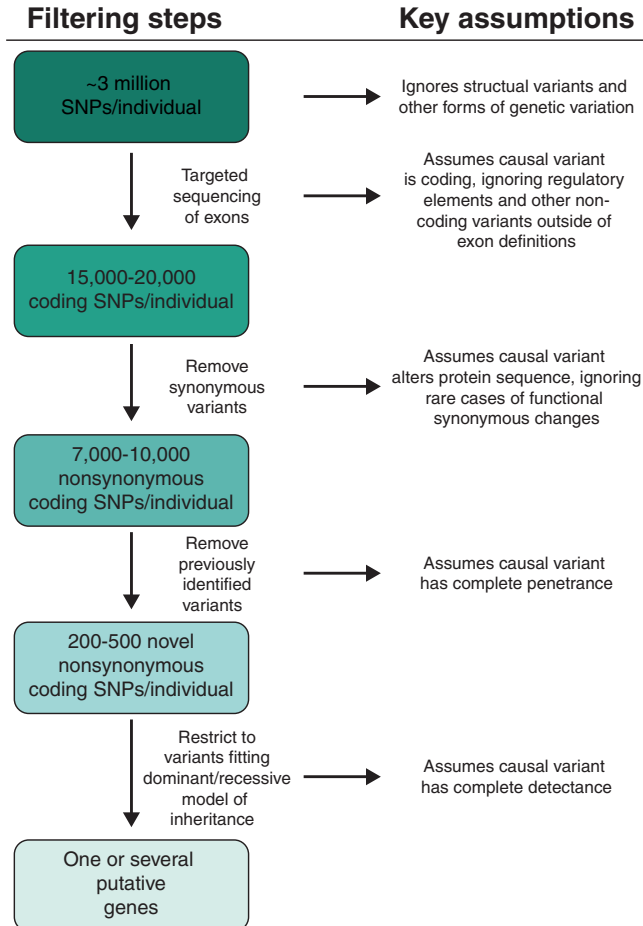 Filtering steps
Key assumptions
~3 million
SNPs/individual
Ignores structual variants and
other forms of genetic variation
Targeted
sequencing
of exons
Assumes causal variant
is coding, ignoring regulatory
elements and other non-
coding variants outside of
exon definitions
15,000-20,000
coding SNPs/individual
Remove
synonymous
variants
Assumes causal variant
alters protein sequence, ignoring
rare cases of functional
synonymous changes
7,000-10,000
nonsynonymous
coding SNPs/individual
Remove
previously
identified
variants
Assumes causal variant
has complete penetrance
200-500 novel
nonsynonymous
coding SNPs/individual
Restrict to
variants fitting
dominant/recessive
model of
inheritance
Assumes causal variant
has complete detectance
One or several
putative
genes